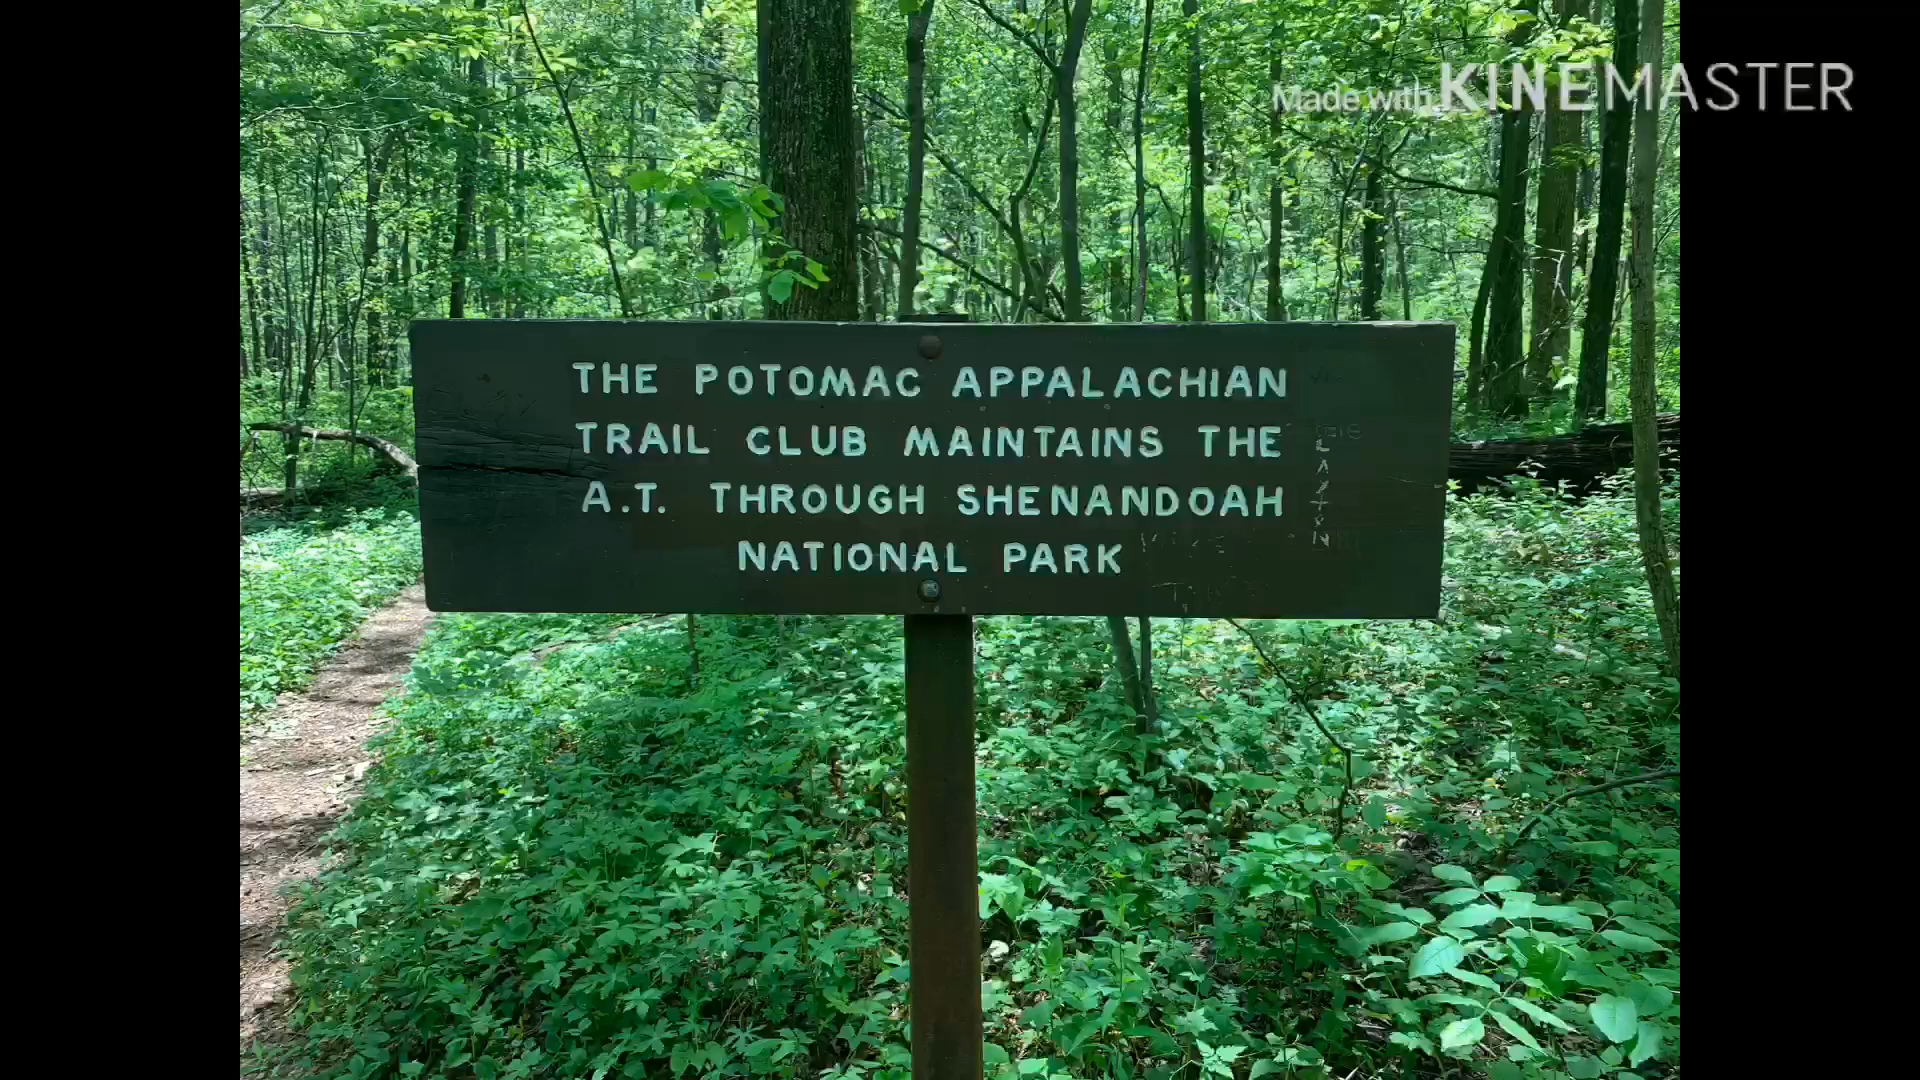 Made with KINEMASTER
THE POTOMAC APPALACHIAN
TRAIL CLUB MAINTAINS THE
A.T. THROUGH SHENANDOAH
NATIONAL PARK